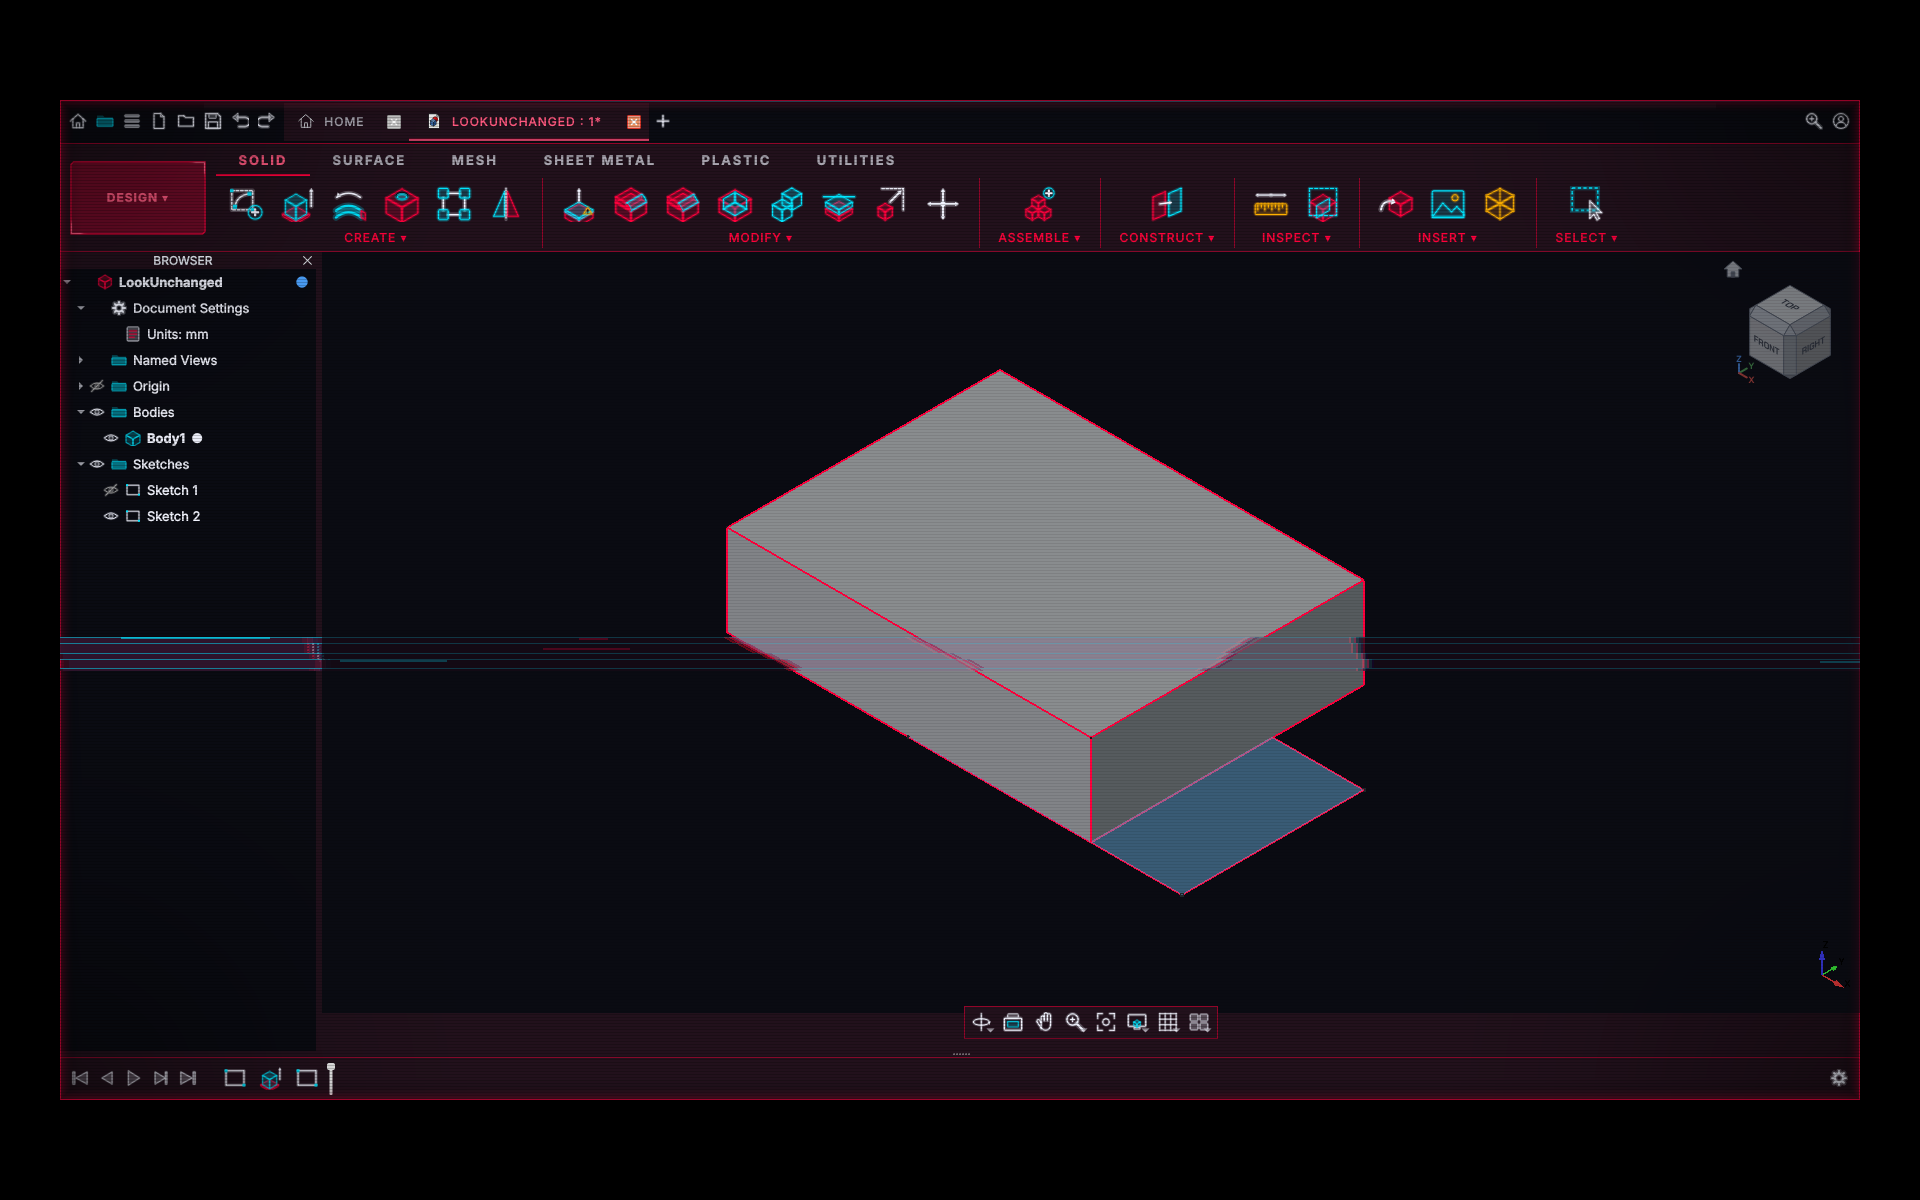 HOME
LOOKUNCHANGED : 1*
DESIGN ▾
SOLID SURFACE MESH SHEET METAL PLASTIC UTILITIES
CREATE ▾ MODIFY ▾ ASSEMBLE ▾ CONSTRUCT ▾ INSPECT ▾ INSERT ▾ SELECT ▾
BROWSER
LookUnchanged
Document Settings
Units: mm
Named Views
Origin
Bodies
Body1
Sketches
Sketch 1
Sketch 2
TOP
FRONT RIGHT
Z
Y
X